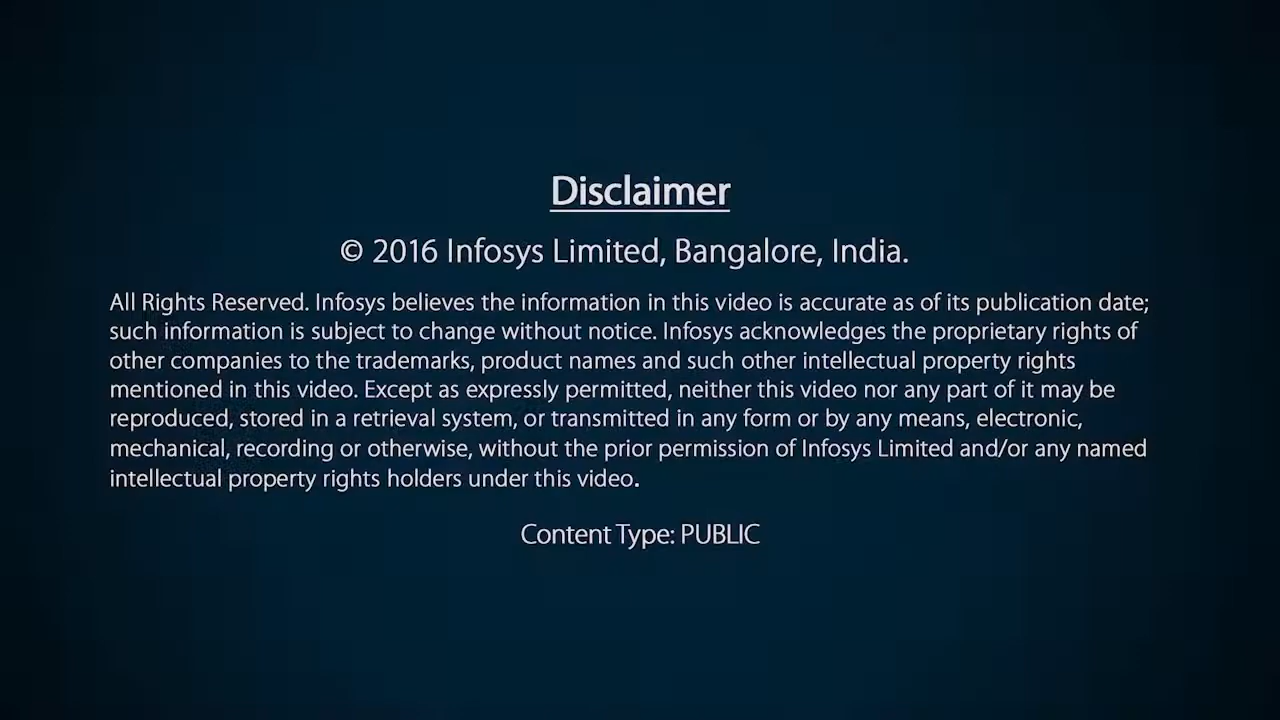 Disclaimer
© 2016 Infosys Limited, Bangalore, India.
All Rights Reserved. Infosys believes the information in this video is accurate as of its publication date;
such information is subject to change without notice. Infosys acknowledges the proprietary rights of
other companies to the trademarks, product names and such other intellectual property rights
mentioned in this video. Except as expressly permitted, neither this video nor any part of it may be
reproduced, stored in a retrieval system, or transmitted in any form or by any means, electronic,
mechanical, recording or otherwise, without the prior permission of Infosys Limited and/or any named
intellectual property rights holders under this video.
Content Type: PUBLIC